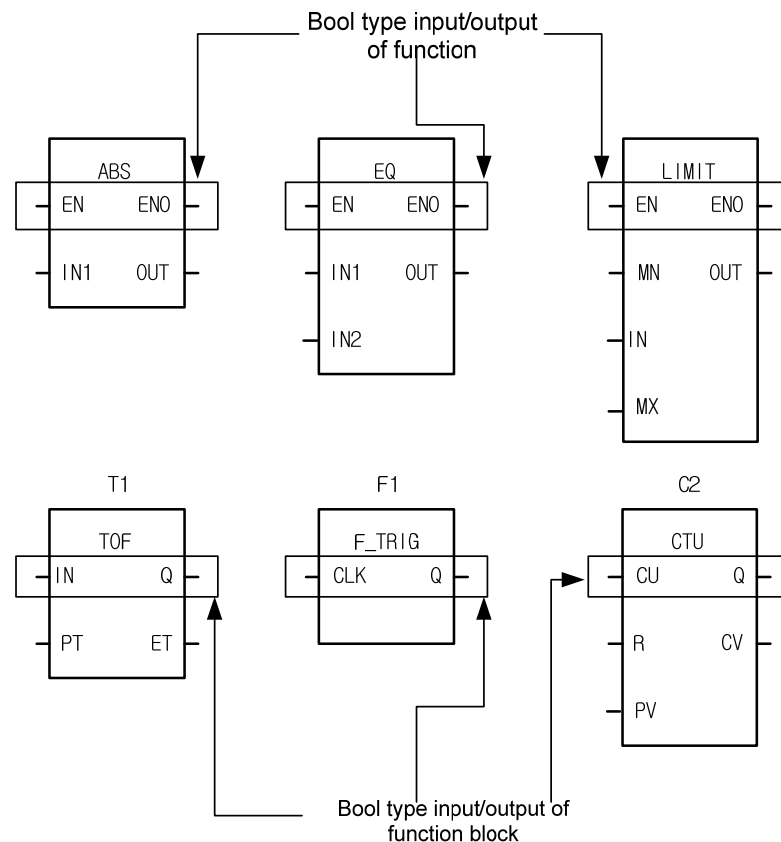 Bool type input/output
of function
ABS
EN ENO
IN1 OUT
EQ
EN ENO
IN1 OUT
IN2
LIMIT
EN ENO
MN OUT
IN
MX
T1
TOF
IN Q
PT ET
F1
F_TRIG
CLK Q
C2
CTU
CU Q
R CV
PV
Bool type input/output of
function block